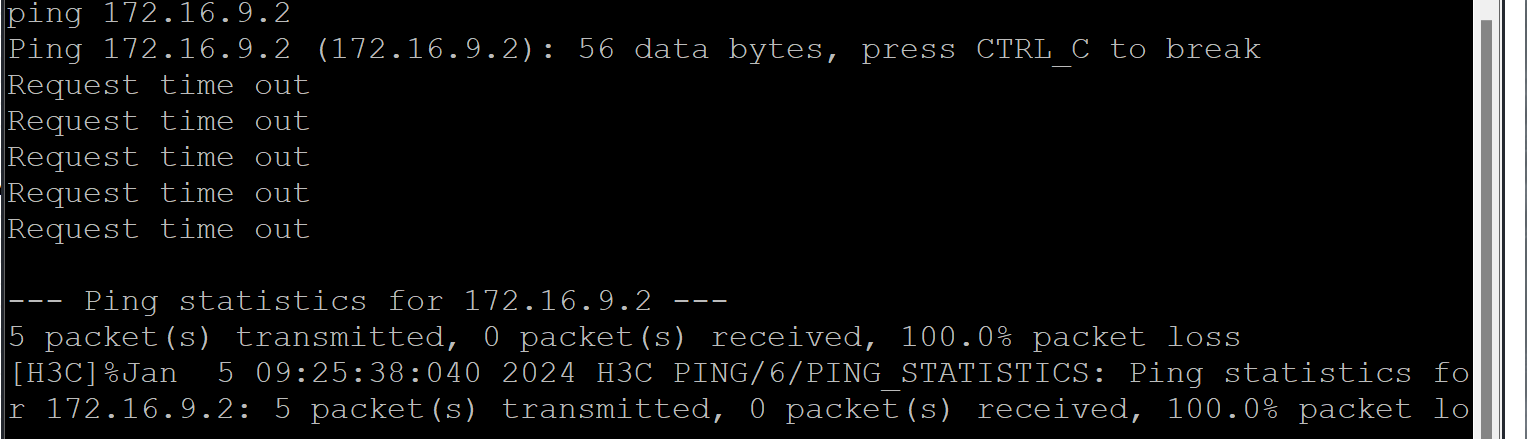 ping 172.16.9.2
Ping 172.16.9.2 (172.16.9.2): 56 data bytes, press CTRL_C to break
Request time out
Request time out
Request time out
Request time out
Request time out
--- Ping statistics for 172.16.9.2 ---
5 packet(s) transmitted, 0 packet(s) received, 100.0% packet loss
[H3C]%Jan  5 09:25:38:040 2024 H3C PING/6/PING_STATISTICS: Ping statistics fo
r 172.16.9.2: 5 packet(s) transmitted, 0 packet(s) received, 100.0% packet lo